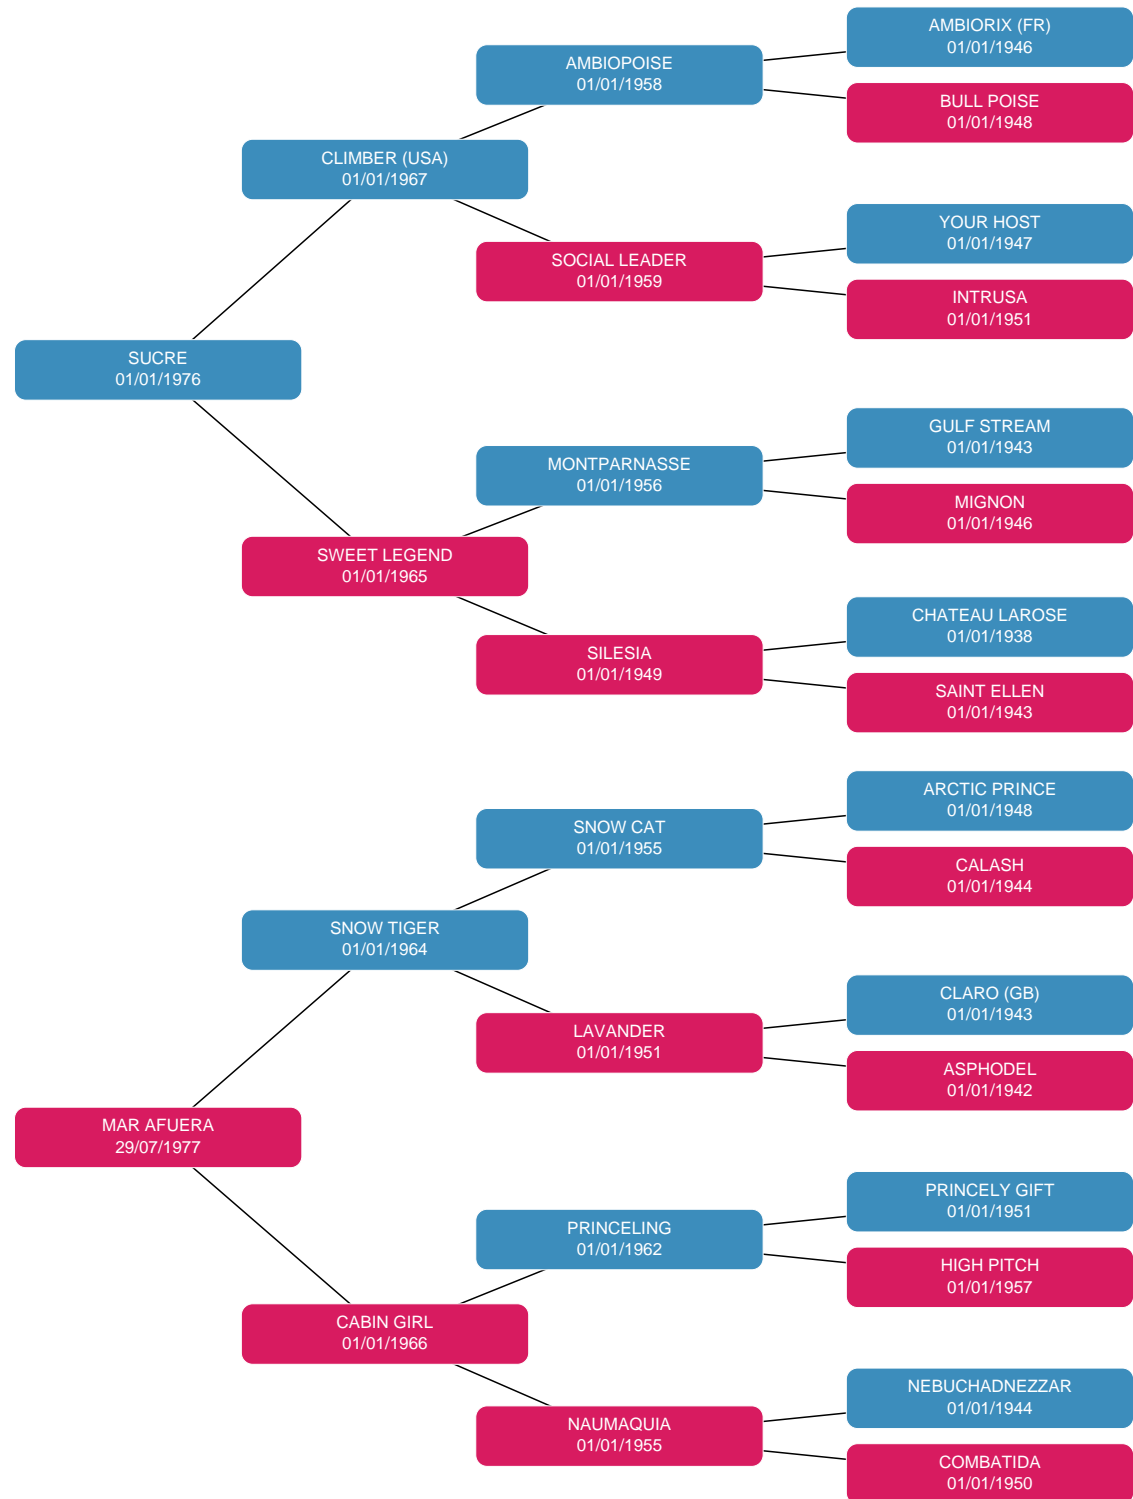 AMBIORIX (FR)
01/01/1946
AMBIOPOISE
01/01/1958
BULL POISE
01/01/1948
CLIMBER (USA)
01/01/1967
YOUR HOST
01/01/1947
SOCIAL LEADER
01/01/1959
INTRUSA
01/01/1951
SUCRE
01/01/1976
GULF STREAM
01/01/1943
MONTPARNASSE
01/01/1956
MIGNON
01/01/1946
SWEET LEGEND
01/01/1965
CHATEAU LAROSE
01/01/1938
SILESIA
01/01/1949
SAINT ELLEN
01/01/1943
ARCTIC PRINCE
01/01/1948
SNOW CAT
01/01/1955
CALASH
01/01/1944
SNOW TIGER
01/01/1964
CLARO (GB)
01/01/1943
LAVANDER
01/01/1951
ASPHODEL
01/01/1942
MAR AFUERA
29/07/1977
PRINCELY GIFT
01/01/1951
PRINCELING
01/01/1962
HIGH PITCH
01/01/1957
CABIN GIRL
01/01/1966
NEBUCHADNEZZAR
01/01/1944
NAUMAQUIA
01/01/1955
COMBATIDA
01/01/1950